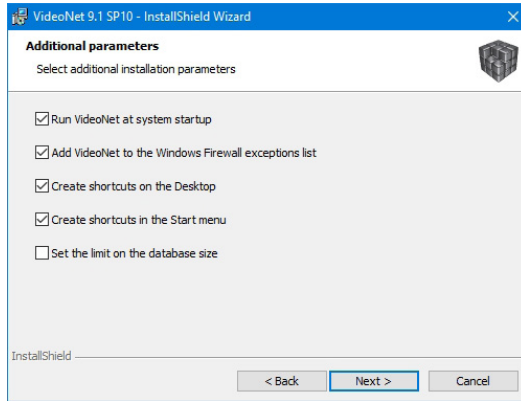 VideoNet 9.1 SP10 - InstallShield Wizard
Additional parameters
Select additional installation parameters
Run VideoNet at system startup
Add VideoNet to the Windows Firewall exceptions list
Create shortcuts on the Desktop
Create shortcuts in the Start menu
Set the limit on the database size
InstallShield
< Back Next > Cancel